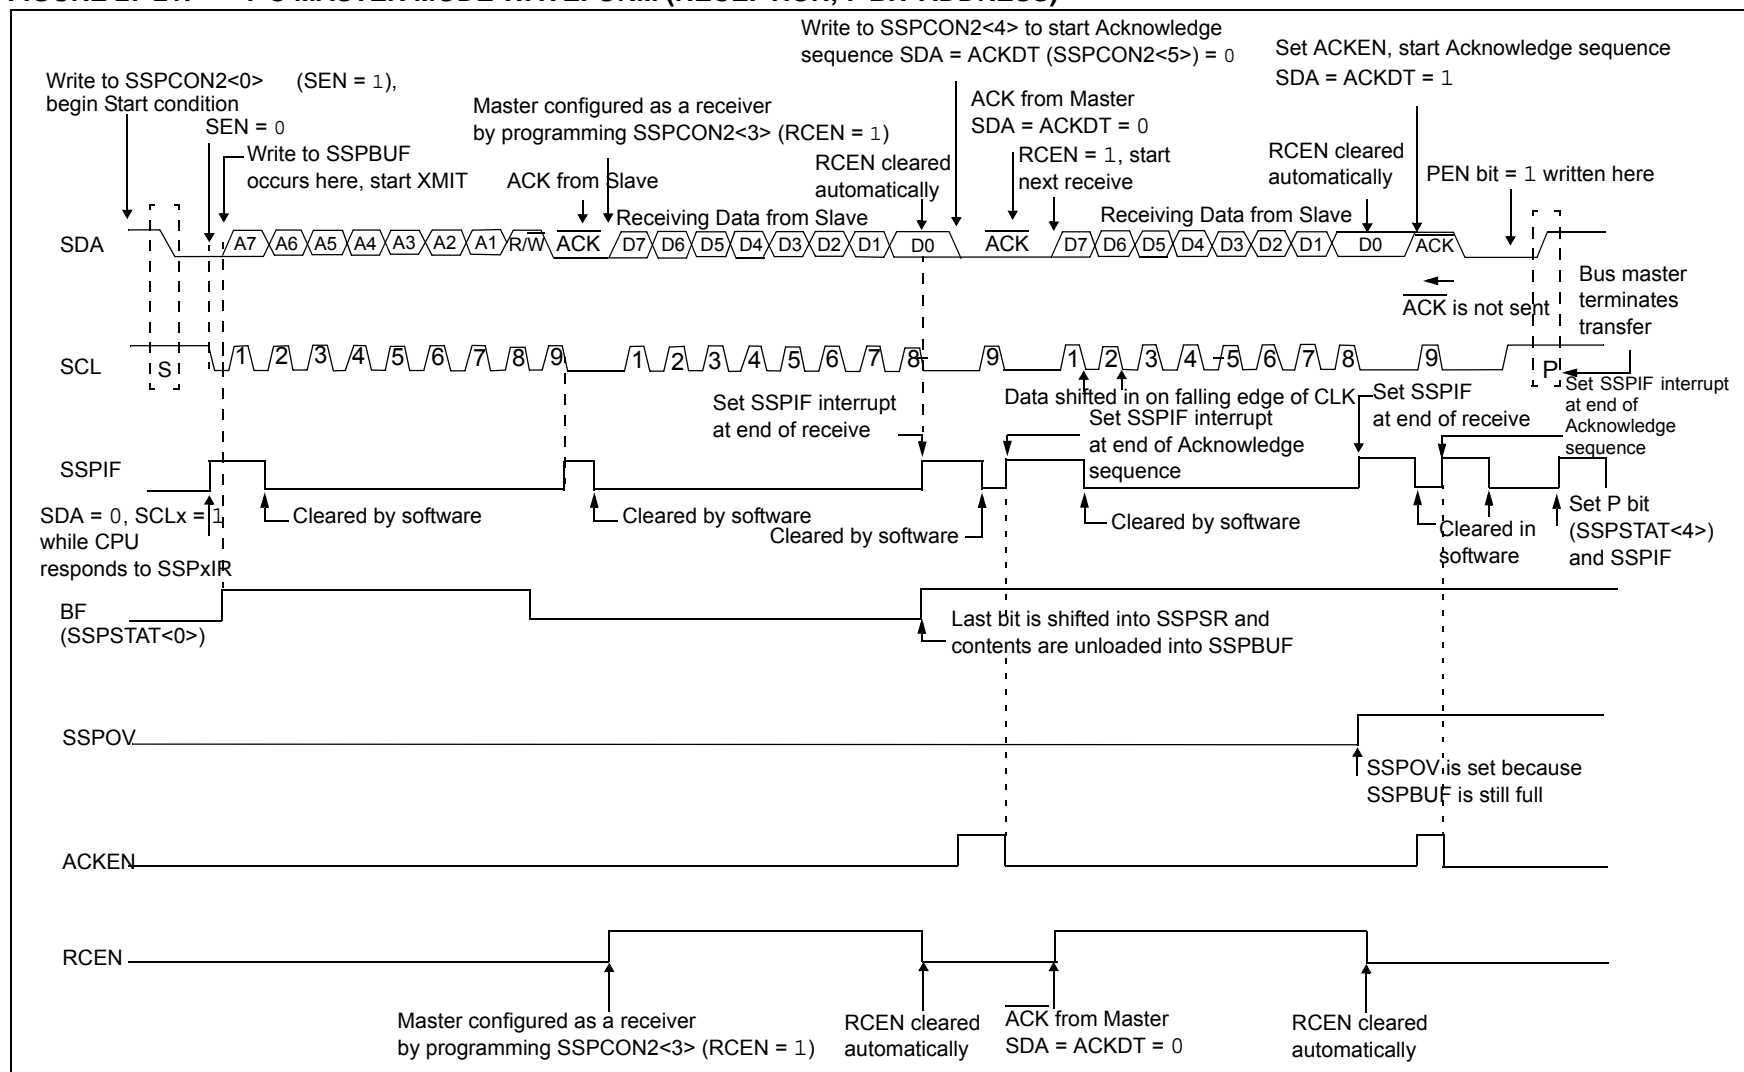 Write to SSPCON2<4> to start Acknowledge
sequence SDA = ACKDT (SSPCON2<5>) = 0
Set ACKEN, start Acknowledge sequence
SDA = ACKDT = 1
Write to SSPCON2<0> (SEN = 1),
begin Start condition
SEN = 0
Write to SSPBUF
occurs here, start XMIT
Master configured as a receiver
by programming SSPCON2<3> (RCEN = 1)
ACK from Slave
ACK from Master
SDA = ACKDT = 0
RCEN cleared
automatically
RCEN = 1, start
next receive
RCEN cleared
automatically
PEN bit = 1 written here
Receiving Data from Slave
Receiving Data from Slave
SDA A7 A6 A5 A4 A3 A2 A1 R/W ACK D7 D6 D5 D4 D3 D2 D1 D0 ACK D7 D6 D5 D4 D3 D2 D1 D0 ACK
ACK is not sent
Bus master
terminates
transfer
SCL S 1 2 3 4 5 6 7 8 9 1 2 3 4 5 6 7 8 9 1 2 3 4 5 6 7 8 9 P
Data shifted in on falling edge of CLK
Set SSPIF interrupt
at end of receive
Set SSPIF interrupt
at end of Acknowledge
sequence
Set SSPIF
at end of receive
Set SSPIF interrupt
at end of
Acknowledge
sequence
SSPIF
SDA = 0, SCLx = 1
while CPU
responds to SSPxIR
Cleared by software
Cleared by software
Cleared by software
Cleared by software
Cleared in
software
Set P bit
(SSPSTAT<4>)
and SSPIF
BF
(SSPSTAT<0>)
Last bit is shifted into SSPSR and
contents are unloaded into SSPBUF
SSPOV
SSPOV is set because
SSPBUF is still full
ACKEN
RCEN
Master configured as a receiver
by programming SSPCON2<3> (RCEN = 1)
RCEN cleared
automatically
ACK from Master
SDA = ACKDT = 0
RCEN cleared
automatically